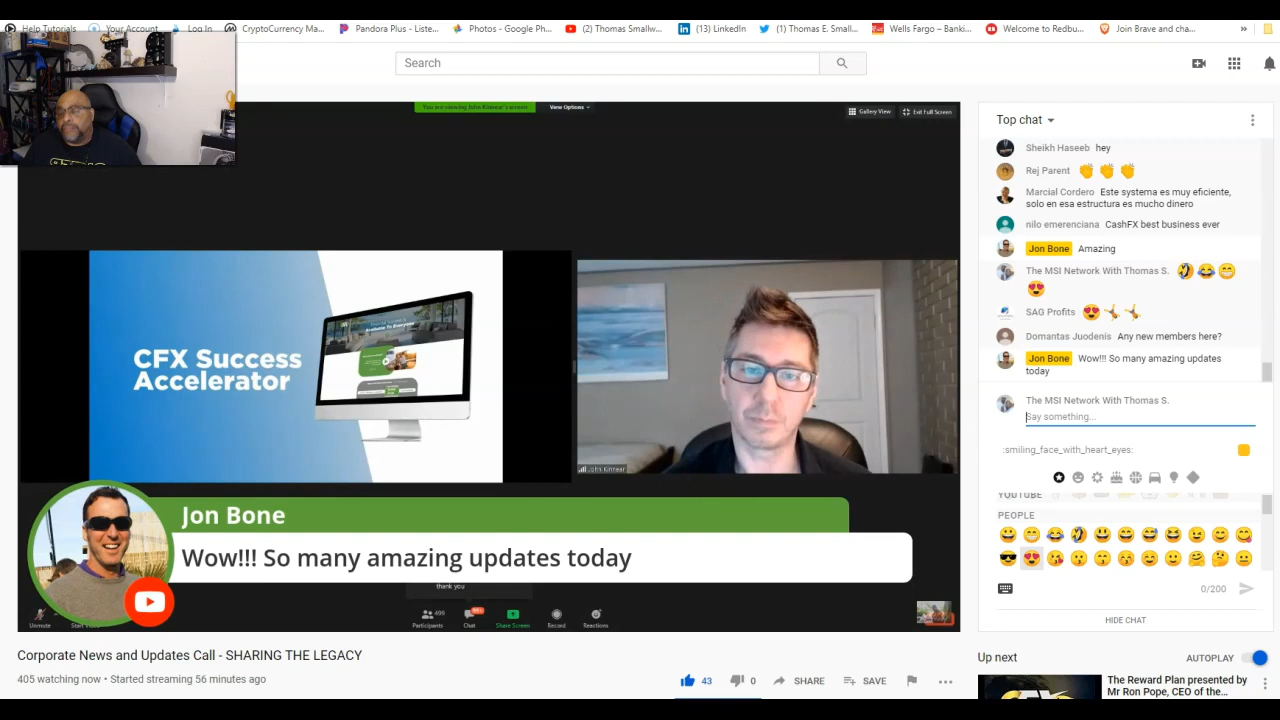 Help Tutorials
Your Account
Log In
CryptoCurrency Ma...
Pandora Plus - Liste...
Photos - Google Ph...
(2) Thomas Smallw...
(13) LinkedIn
(1) Thomas E. Small...
Wells Fargo – Banki...
Welcome to Redbu...
Join Brave and cha...
»
Search
You are viewing John Kinnear's screen
View Options
Gallery View
Exit Full Screen
CFX Success
Accelerator
John Kinnear
Jon Bone
Wow!!! So many amazing updates today
thank you
Unmute
Participants
499
Chat
Share Screen
Record
Reactions
Corporate News and Updates Call - SHARING THE LEGACY
405 watching now • Started streaming 56 minutes ago
43
0
SHARE
SAVE
Top chat
Sheikh Haseeb hey
Rej Parent 👏 👏 👏
Marcial Cordero Este systema es muy eficiente,
solo en esa estructura es mucho dinero
nilo emerenciana CashFX best business ever
Jon Bone Amazing
The MSI Network With Thomas S. 🤣 😂 😁
😍
SAG Profits 😍 🤸 🤸
Domantas Juodenis Any new members here?
Jon Bone Wow!!! So many amazing updates
today
The MSI Network With Thomas S.
Say something...
:smiling_face_with_heart_eyes:
YOUTUBE
PEOPLE
0/200
HIDE CHAT
Up next
AUTOPLAY
The Reward Plan presented by
Mr Ron Pope, CEO of the...